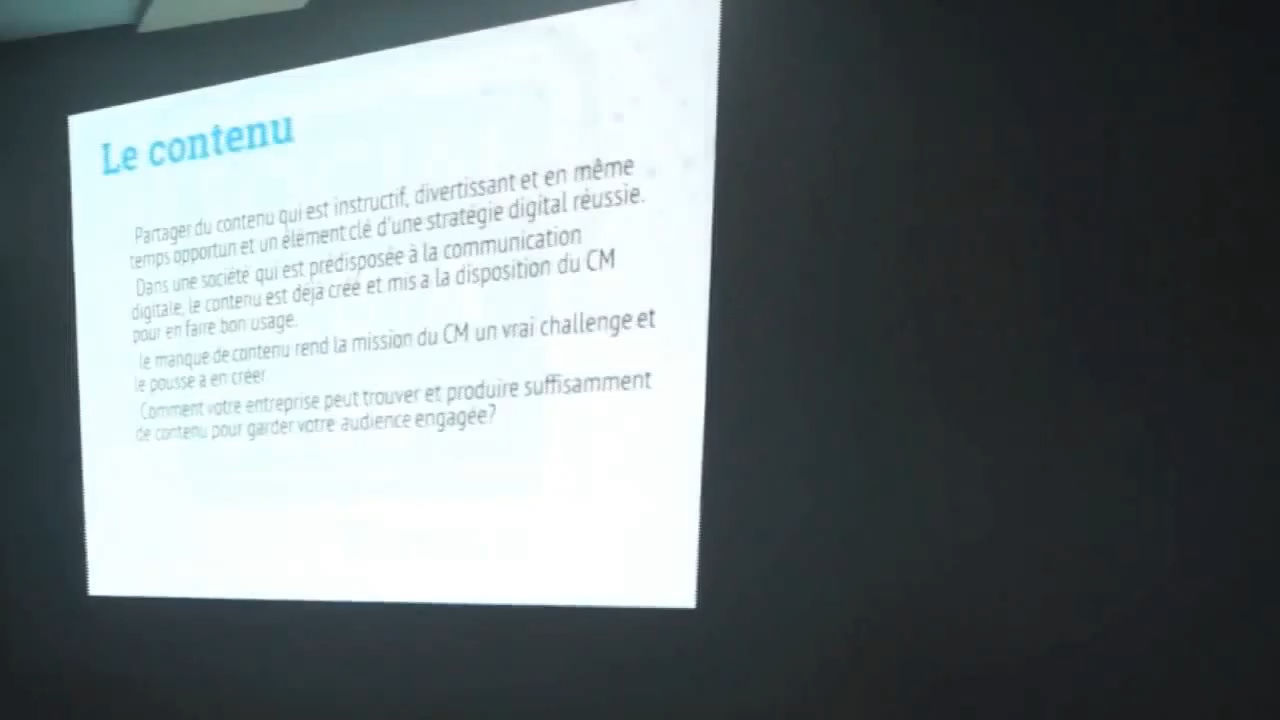 Le contenu
Partager du contenu qui est instructif, divertissant et en même
temps opportun et un élément clé d'une stratégie digital réussie.
Dans une société qui est prédisposée à la communication
digitale, le contenu est déja créé et mis a la disposition du CM
pour en faire bon usage.
le manque de contenu rend la mission du CM un vrai challenge et
le pousse à en créer
Comment votre entreprise peut trouver et produire suffisamment
de contenu pour garder votre audience engagée?